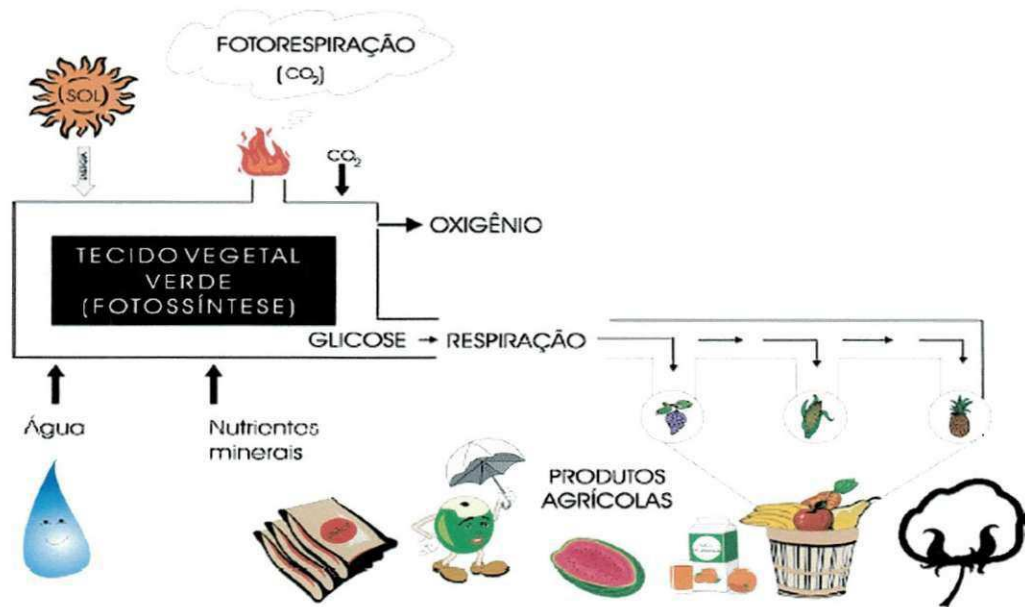 FOTORESPIRAÇÃO
(CO₂)
SOL
CO₂
OXIGÊNIO
TECIDO VEGETAL
VERDE
(FOTOSSÍNTESE)
GLICOSE → RESPIRAÇÃO
Água
Nutrientes
minerais
PRODUTOS
AGRÍCOLAS